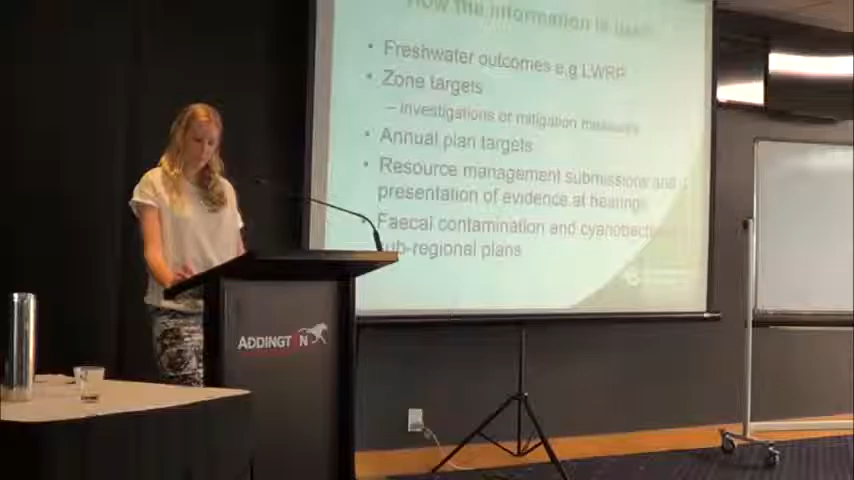 How the information is used
• Freshwater outcomes e.g LWRP
• Zone targets
– investigations or mitigation measures
• Annual plan targets
• Resource management submissions and
presentation of evidence at hearings
• Faecal contamination and
sub-regional plans
ADDINGTON